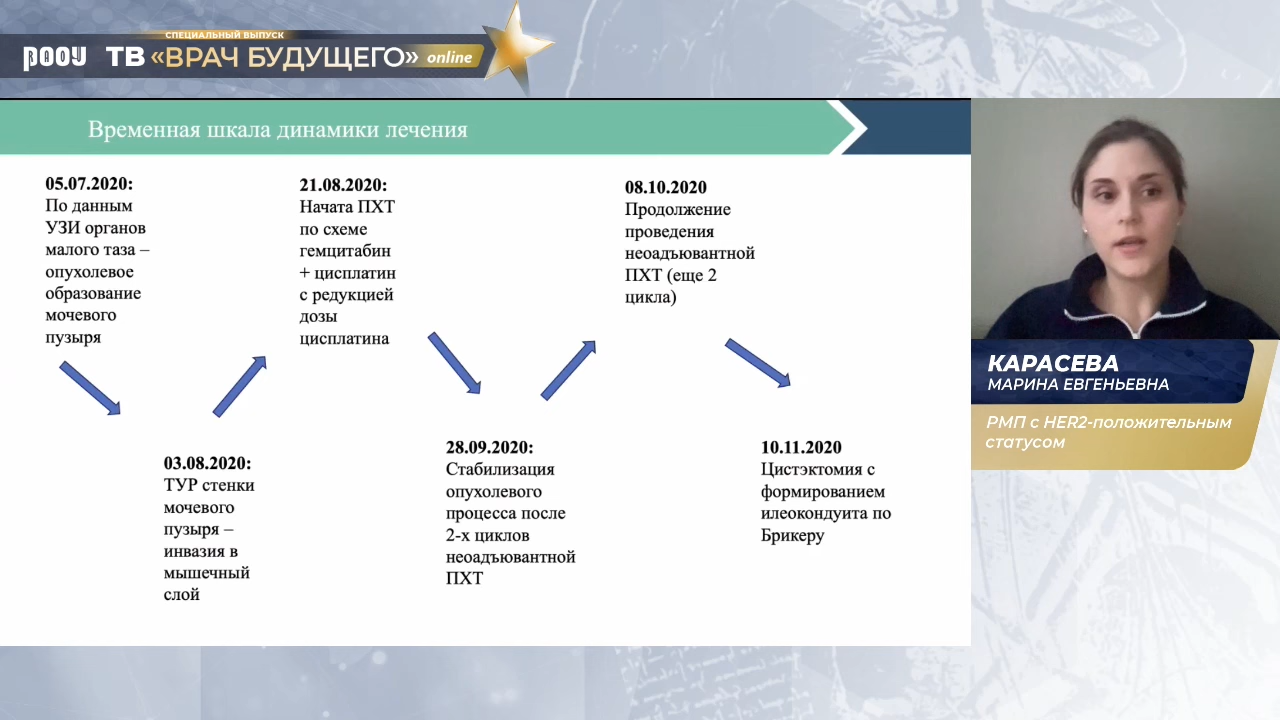 СПЕЦИАЛЬНЫЙ ВЫПУСК
РООУ ТВ «ВРАЧ БУДУЩЕГО» online
Временная шкала динамики лечения
05.07.2020:
По данным
УЗИ органов
малого таза –
опухолевое
образование
мочевого
пузыря
03.08.2020:
ТУР стенки
мочевого
пузыря –
инвазия в
мышечный
слой
21.08.2020:
Начата ПХТ
по схеме
гемцитабин
+ цисплатин
с редукцией
дозы
цисплатина
28.09.2020:
Стабилизация
опухолевого
процесса после
2-х циклов
неоадъювантной
ПХТ
08.10.2020
Продолжение
проведения
неоадъювантной
ПХТ (еще 2
цикла)
10.11.2020
Цистэктомия с
формированием
илеокондуита по
Брикеру
КАРАСЕВА
МАРИНА ЕВГЕНЬЕВНА
РМП с HER2-положительным
статусом